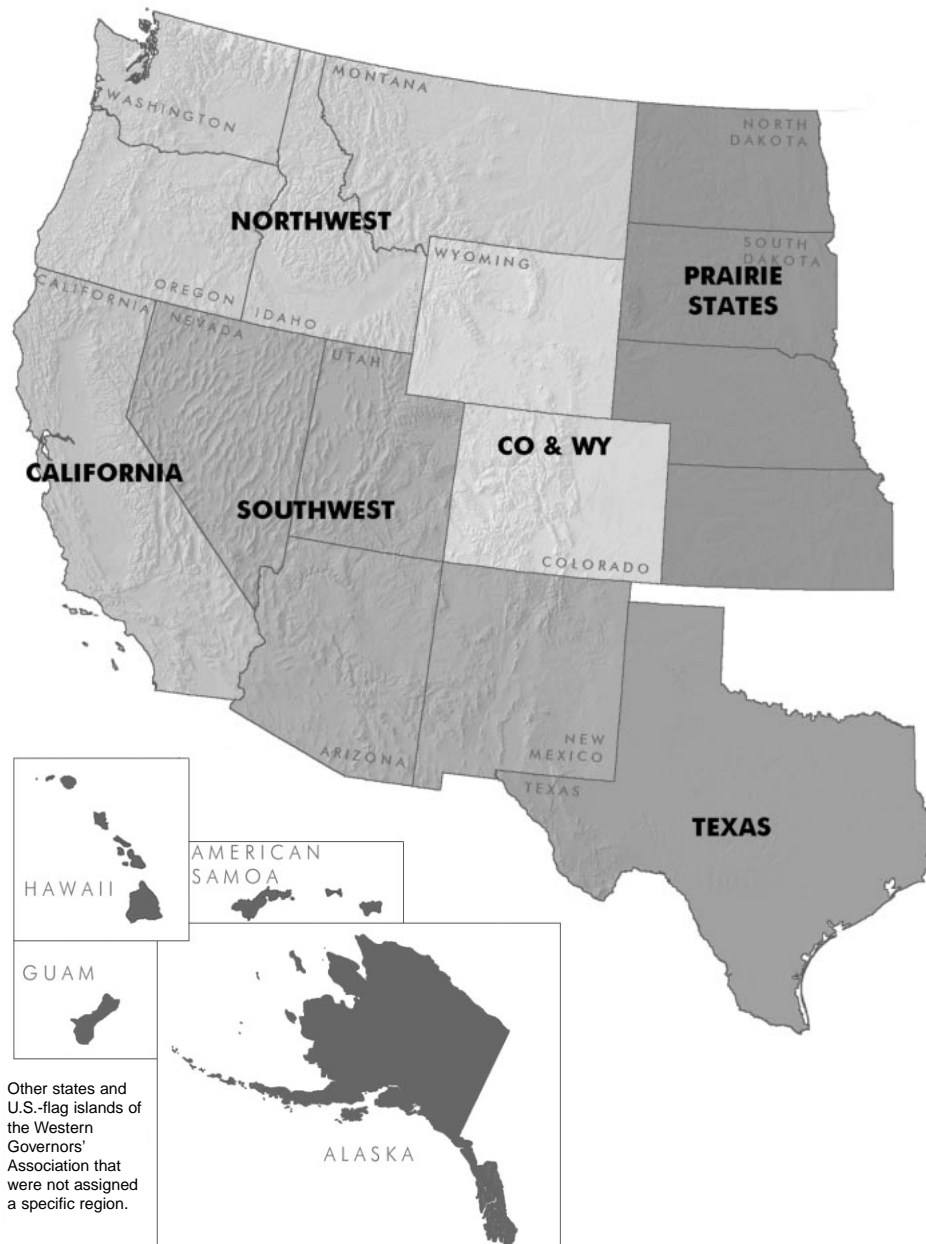 MONTANA
WASHINGTON
NORTH
DAKOTA
NORTHWEST
WYOMING
SOUTH
DAKOTA
PRAIRIE
STATES
CALIFORNIA
OREGON
NEVADA
IDAHO
UTAH
CO & WY
CALIFORNIA
SOUTHWEST
COLORADO
NEW
MEXICO
ARIZONA
TEXAS
TEXAS
HAWAII
AMERICAN
SAMOA
GUAM
ALASKA
Other states and
U.S.-flag islands of
the Western
Governors’
Association that
were not assigned
a specific region.